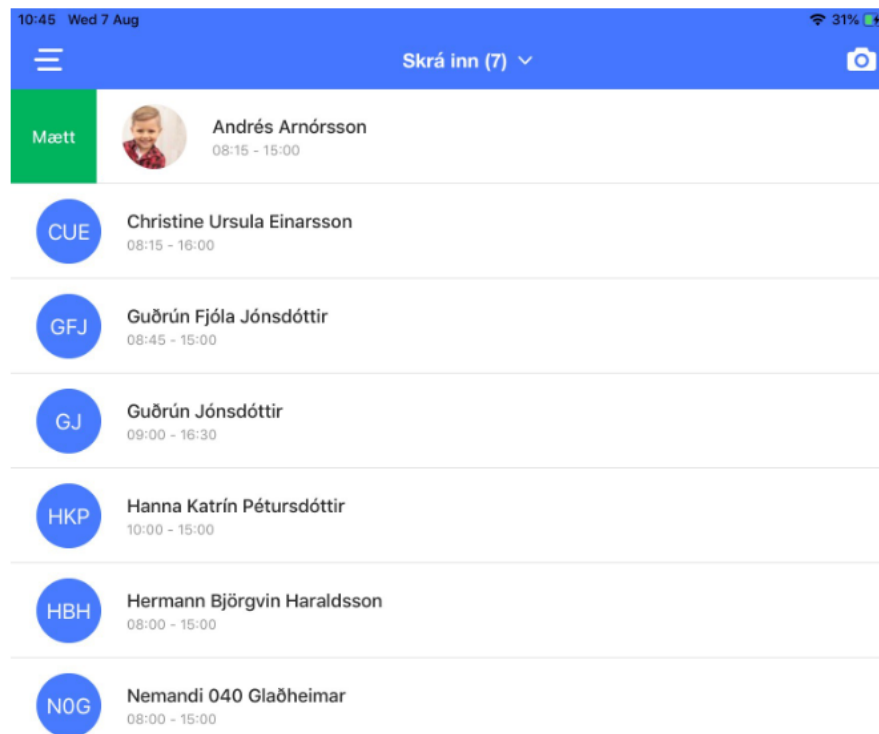 10:45 Wed 7 Aug 31%
Skrá inn (7)
Mætt
Andrés Arnórsson
08:15 - 15:00
CUE
Christine Ursula Einarsson
08:15 - 16:00
GFJ
Guðrún Fjóla Jónsdóttir
08:45 - 15:00
GJ
Guðrún Jónsdóttir
09:00 - 16:30
HKP
Hanna Katrín Pétursdóttir
10:00 - 15:00
HBH
Hermann Björgvin Haraldsson
08:00 - 15:00
N0G
Nemandi 040 Glaðheimar
08:00 - 15:00